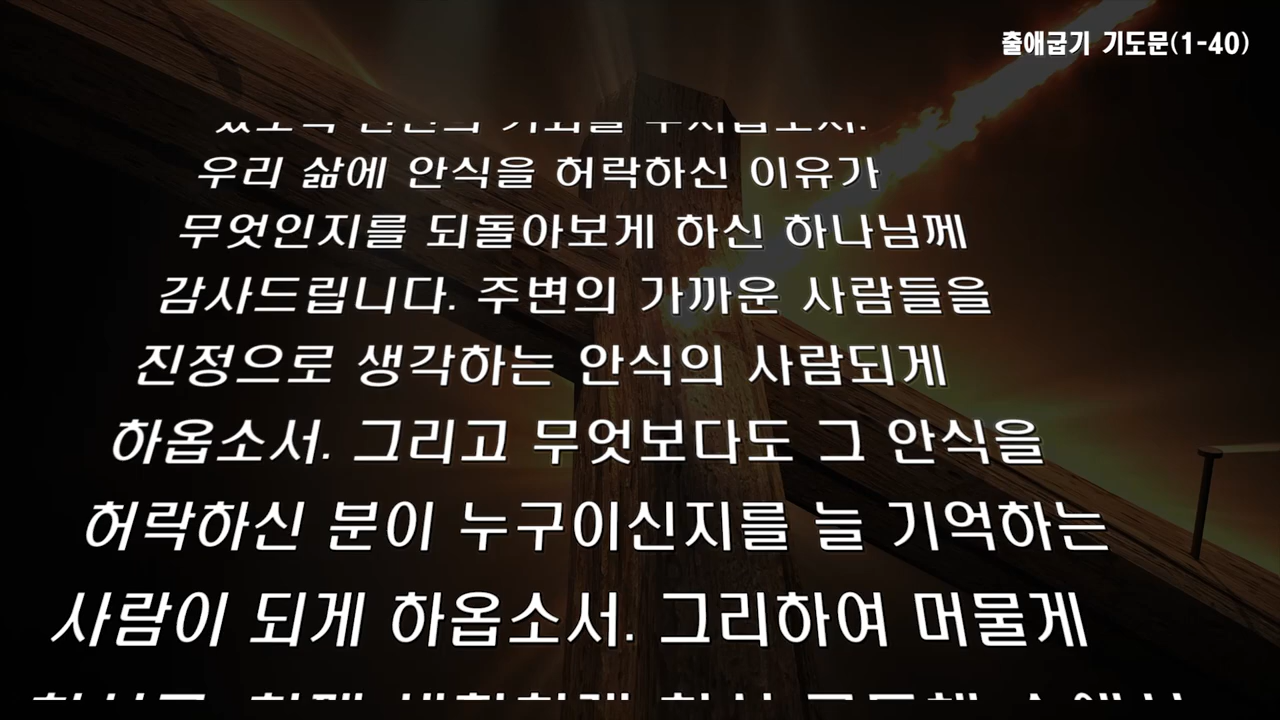 출애굽기 기도문(1-40)
우리 삶에 안식을 허락하신 이유가
무엇인지를 되돌아보게 하신 하나님께
감사드립니다. 주변의 가까운 사람들을
진정으로 생각하는 안식의 사람되게
하옵소서. 그리고 무엇보다도 그 안식을
허락하신 분이 누구이신지를 늘 기억하는
사람이 되게 하옵소서. 그리하여 머물게